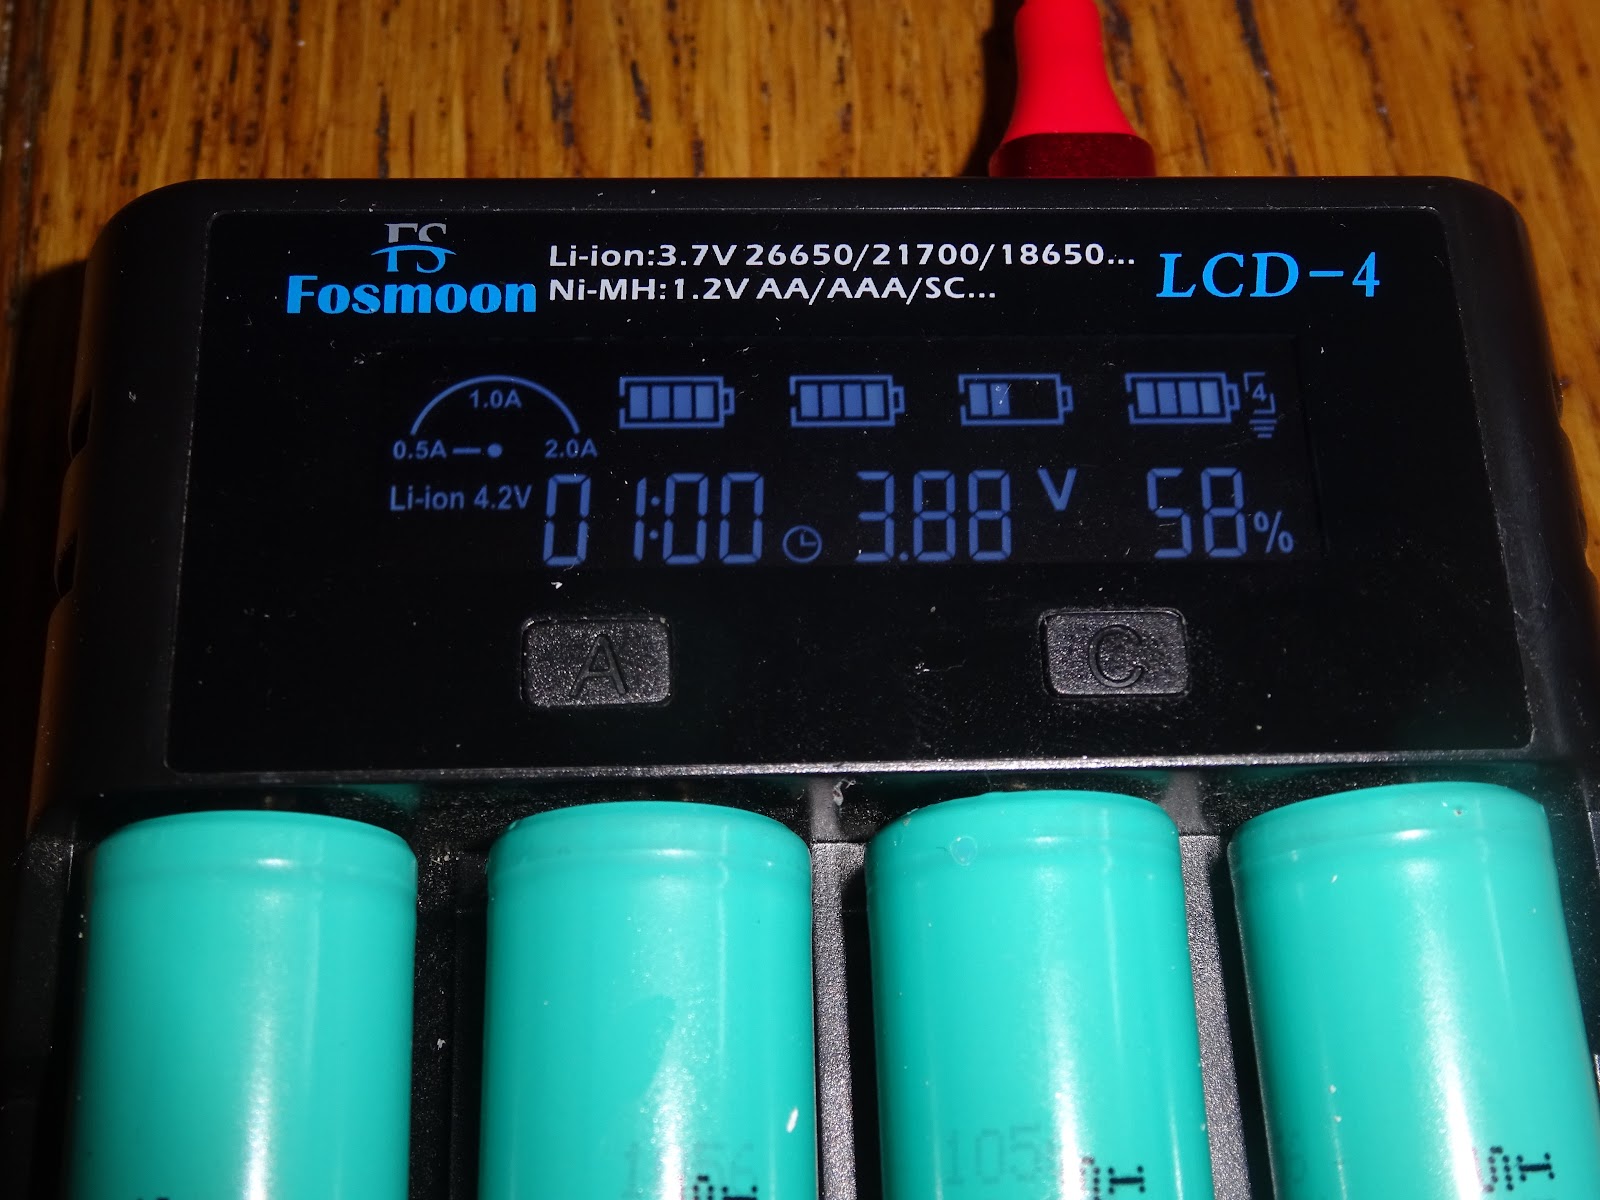 FS
Fosmoon
Li-ion:3.7V 26650/21700/18650...
Ni-MH:1.2V AA/AAA/SC...
LCD-4
1.0A
0.5A
2.0A
4
Li-ion 4.2V
01:00
3.88 V
58%
A
C